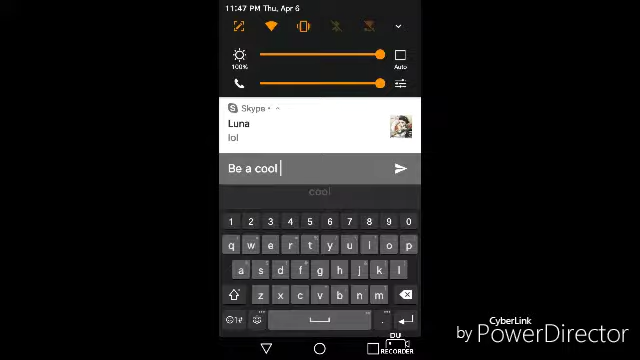 11:47 PM Thu, Apr 6
100%
Auto
Skype
Luna
lol
Be a cool
cool
1 2 3 4 5 6 7 8 9 0
q w e r t y u i o p
a s d f g h j k l
z x c v b n m
1#
.
DU
RECORDER
CyberLink
by PowerDirector